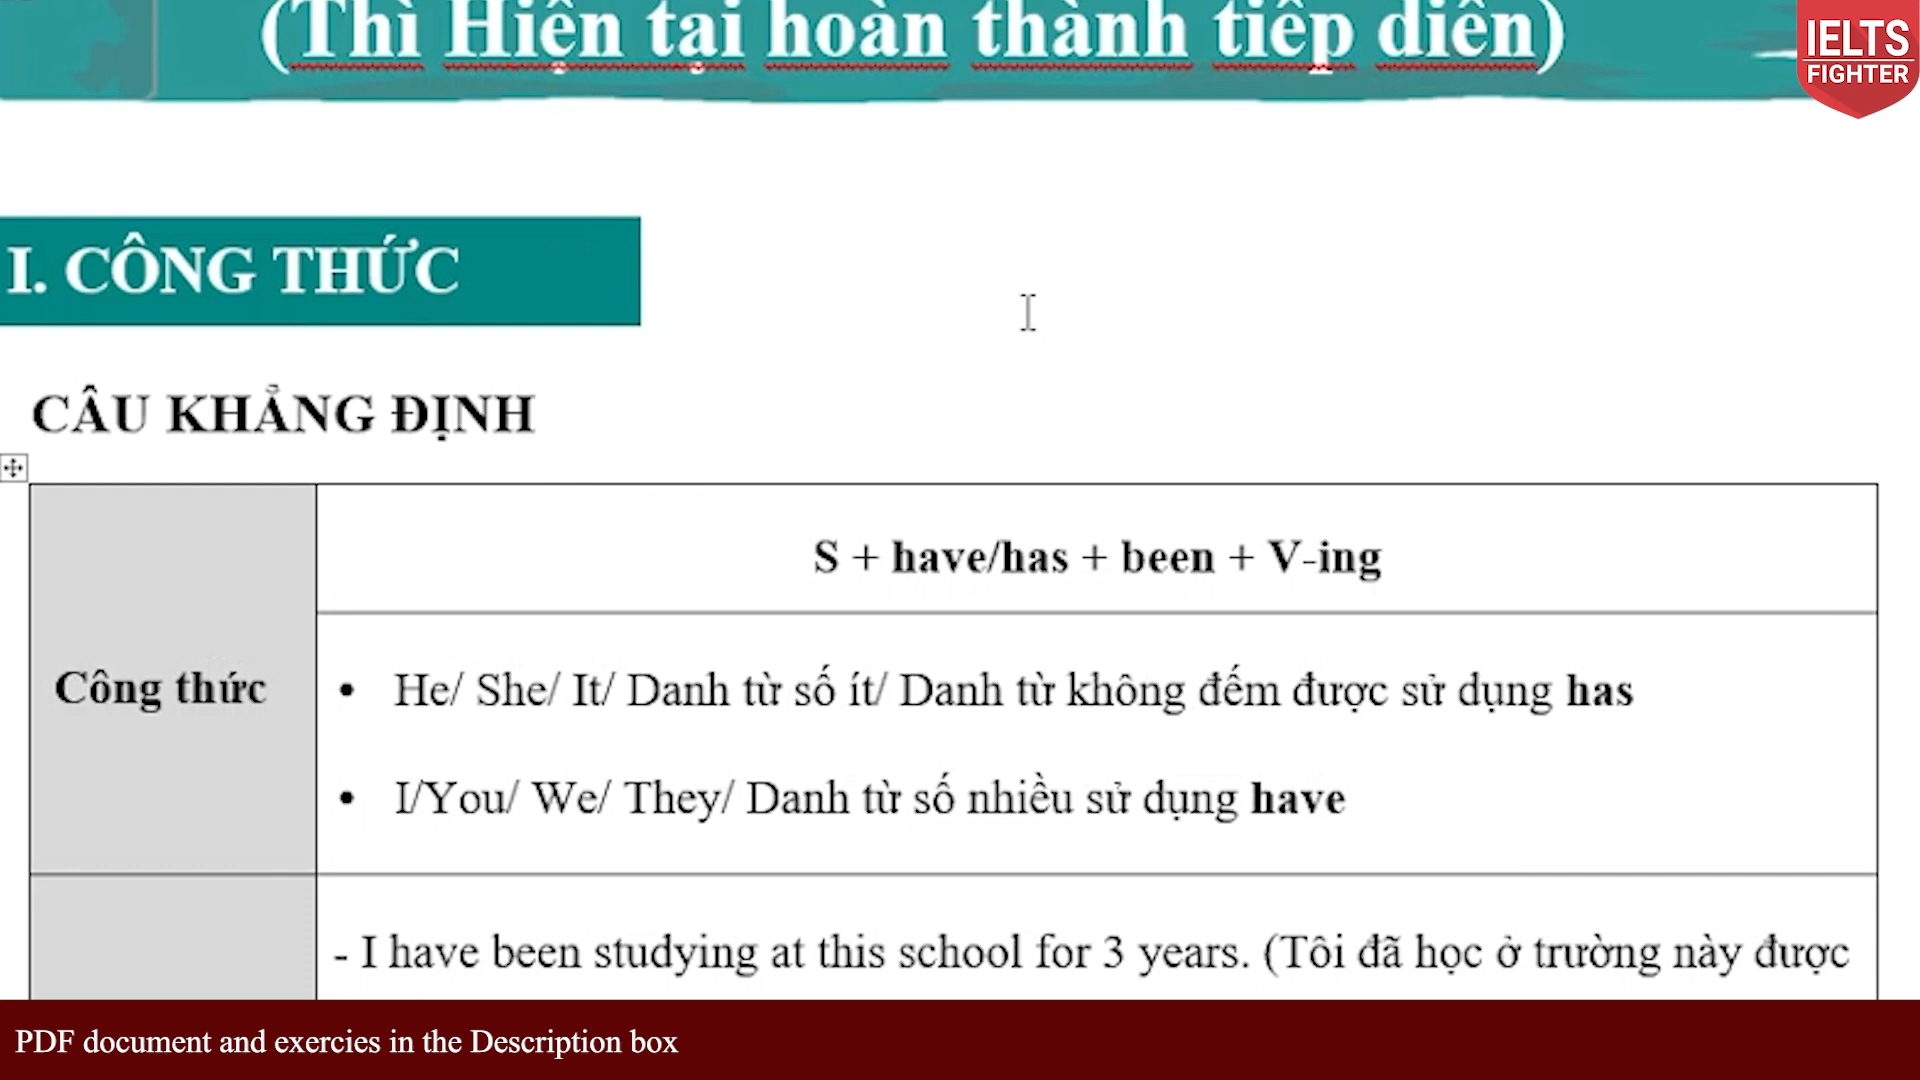 (Thì Hiện tại hoàn thành tiếp diễn)
IELTS
FIGHTER
I. CÔNG THỨC
CÂU KHẲNG ĐỊNH
S + have/has + been + V-ing
Công thức
• He/ She/ It/ Danh từ số ít/ Danh từ không đếm được sử dụng has
• I/You/ We/ They/ Danh từ số nhiều sử dụng have
- I have been studying at this school for 3 years. (Tôi đã học ở trường này được
PDF document and exercies in the Description box